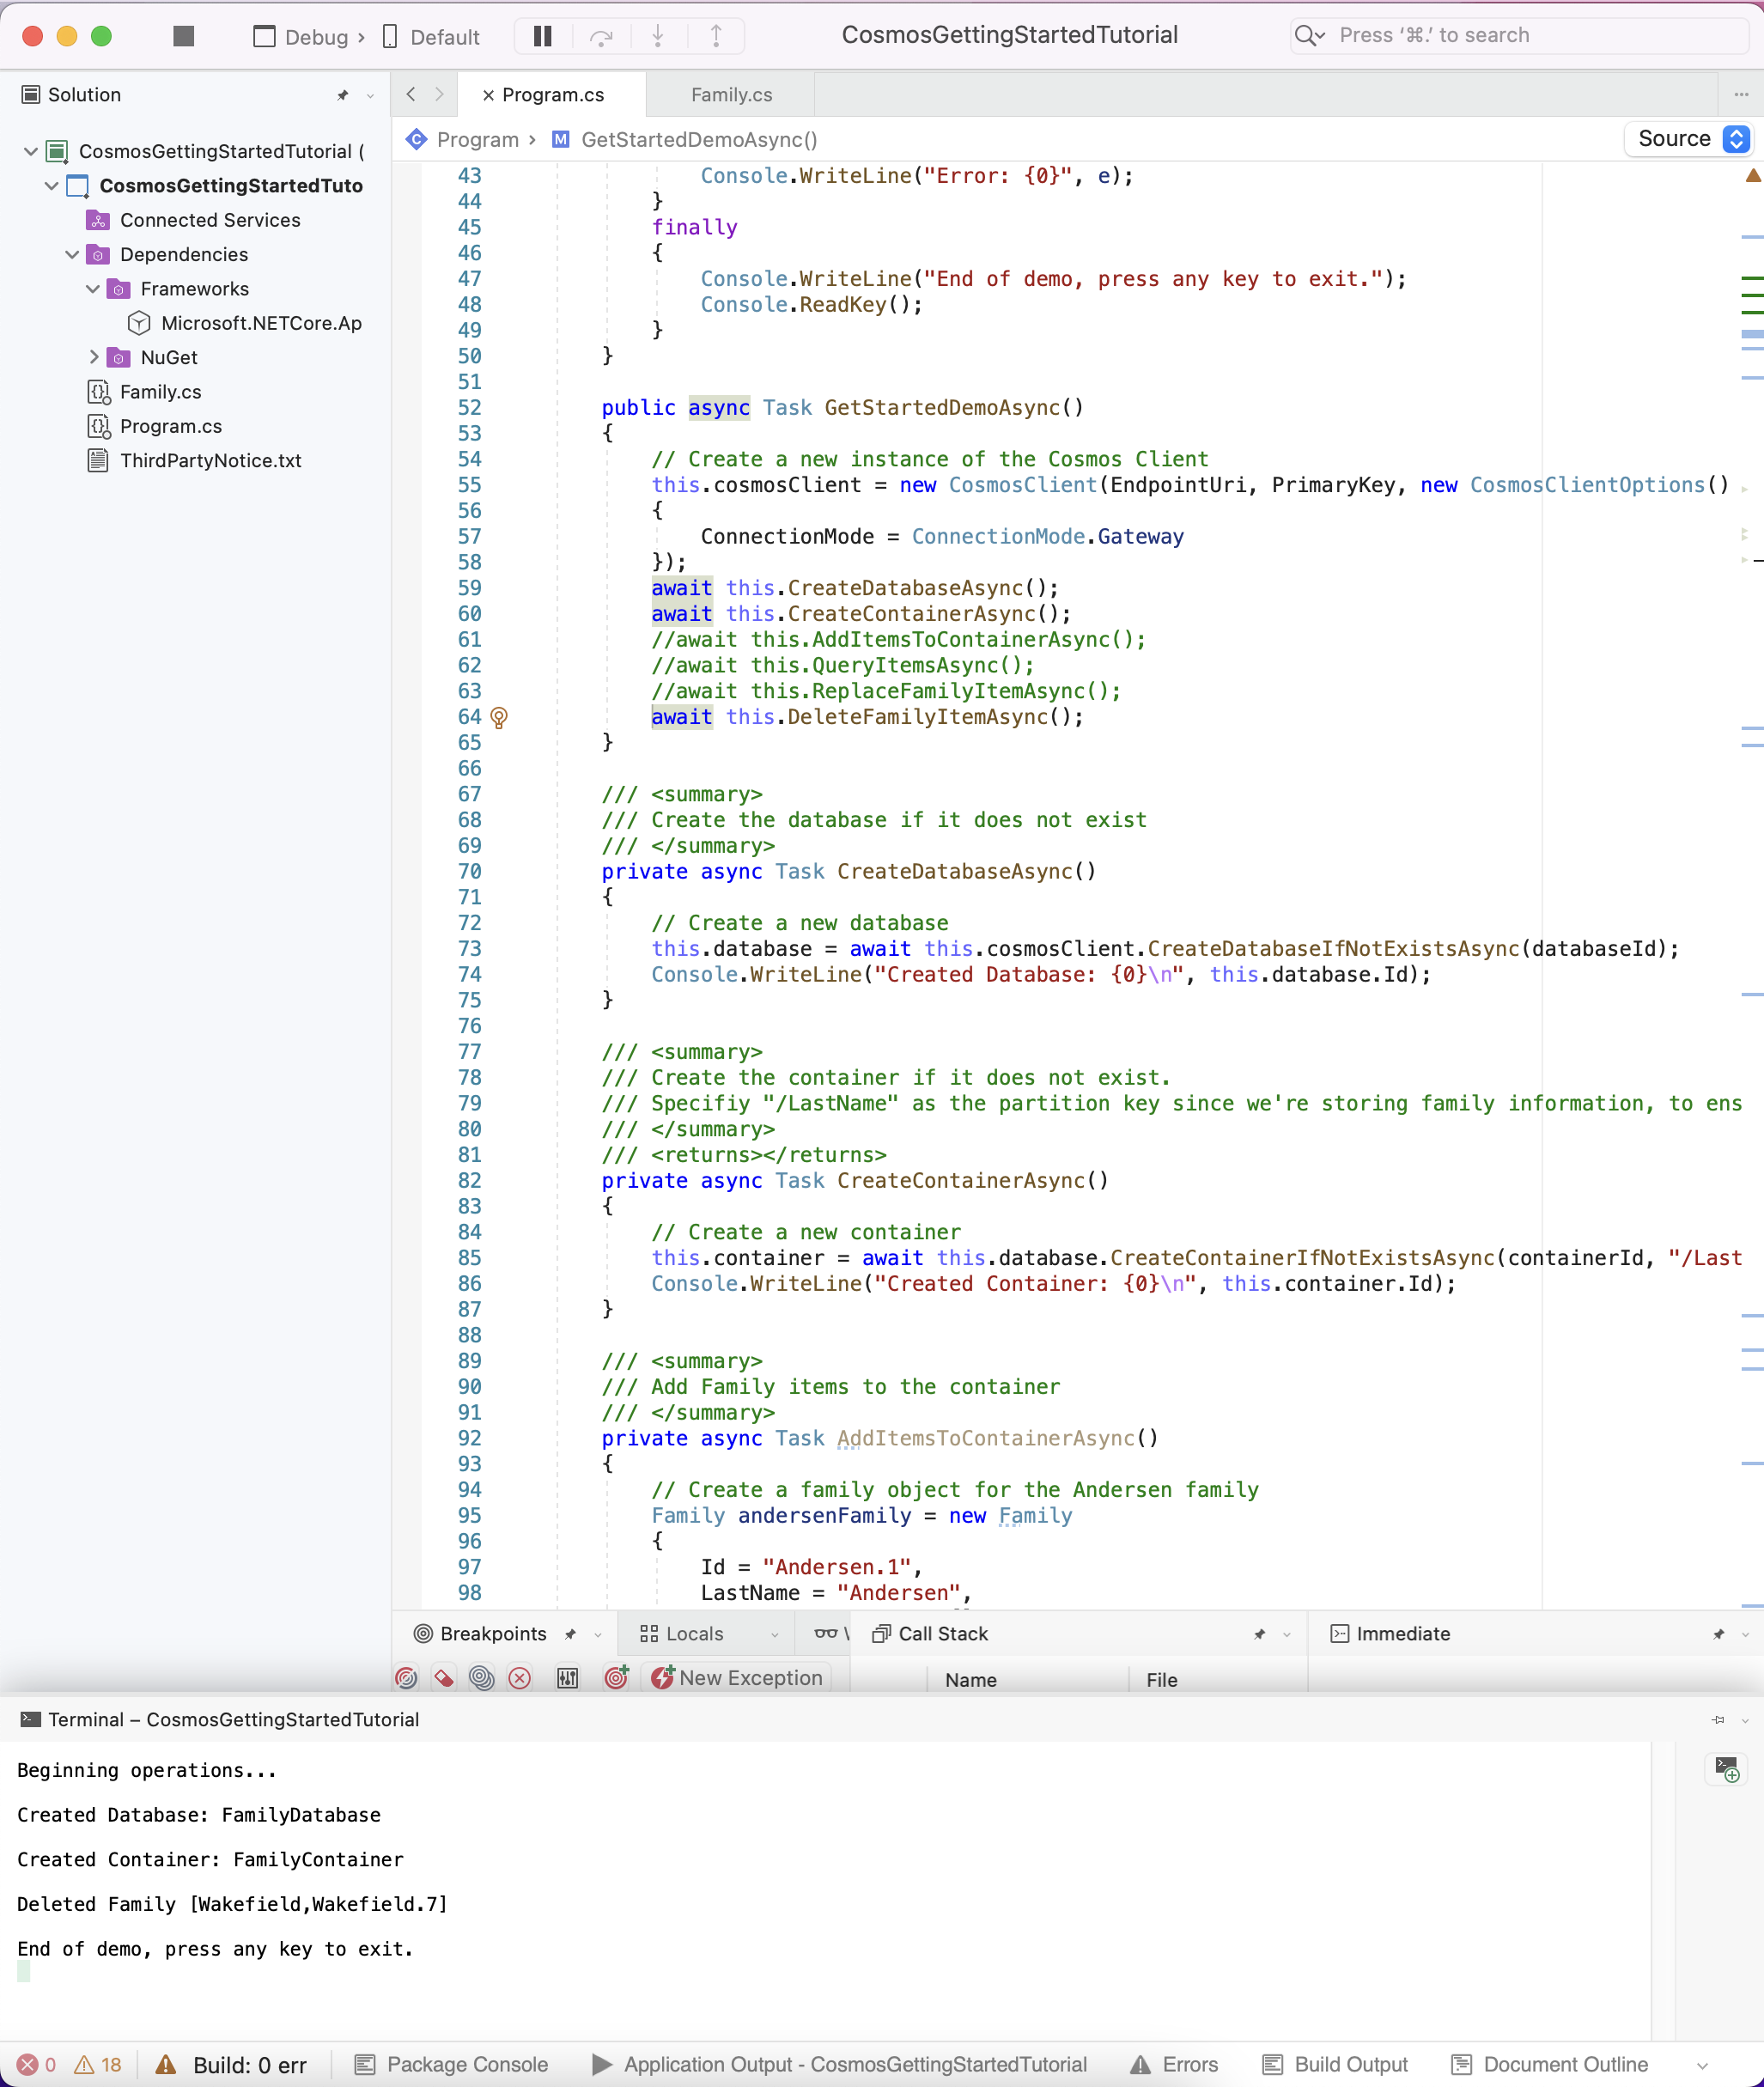 Debug › Default
CosmosGettingStartedTutorial
Press ‘⌘.’ to search
Solution
CosmosGettingStartedTutorial (
CosmosGettingStartedTuto
Connected Services
Dependencies
Frameworks
Microsoft.NETCore.Ap
NuGet
Family.cs
Program.cs
ThirdPartyNotice.txt
× Program.cs
Family.cs
Program › M GetStartedDemoAsync()
Source
43 Console.WriteLine("Error: {0}", e);
44 }
45 finally
46 {
47 Console.WriteLine("End of demo, press any key to exit.");
48 Console.ReadKey();
49 }
50 }
51
52 public async Task GetStartedDemoAsync()
53 {
54 // Create a new instance of the Cosmos Client
55 this.cosmosClient = new CosmosClient(EndpointUri, PrimaryKey, new CosmosClientOptions()
56 {
57 ConnectionMode = ConnectionMode.Gateway
58 });
59 await this.CreateDatabaseAsync();
60 await this.CreateContainerAsync();
61 //await this.AddItemsToContainerAsync();
62 //await this.QueryItemsAsync();
63 //await this.ReplaceFamilyItemAsync();
64 await this.DeleteFamilyItemAsync();
65 }
66
67 /// <summary>
68 /// Create the database if it does not exist
69 /// </summary>
70 private async Task CreateDatabaseAsync()
71 {
72 // Create a new database
73 this.database = await this.cosmosClient.CreateDatabaseIfNotExistsAsync(databaseId);
74 Console.WriteLine("Created Database: {0}\n", this.database.Id);
75 }
76
77 /// <summary>
78 /// Create the container if it does not exist.
79 /// Specifiy "/LastName" as the partition key since we're storing family information, to ens
80 /// </summary>
81 /// <returns></returns>
82 private async Task CreateContainerAsync()
83 {
84 // Create a new container
85 this.container = await this.database.CreateContainerIfNotExistsAsync(containerId, "/Last
86 Console.WriteLine("Created Container: {0}\n", this.container.Id);
87 }
88
89 /// <summary>
90 /// Add Family items to the container
91 /// </summary>
92 private async Task AddItemsToContainerAsync()
93 {
94 // Create a family object for the Andersen family
95 Family andersenFamily = new Family
96 {
97 Id = "Andersen.1",
98 LastName = "Andersen",
Breakpoints
Locals
Call Stack
Immediate
New Exception
Name
File
Terminal – CosmosGettingStartedTutorial
Beginning operations...
Created Database: FamilyDatabase
Created Container: FamilyContainer
Deleted Family [Wakefield,Wakefield.7]
End of demo, press any key to exit.
0
18
Build: 0 err
Package Console
Application Output - CosmosGettingStartedTutorial
Errors
Build Output
Document Outline